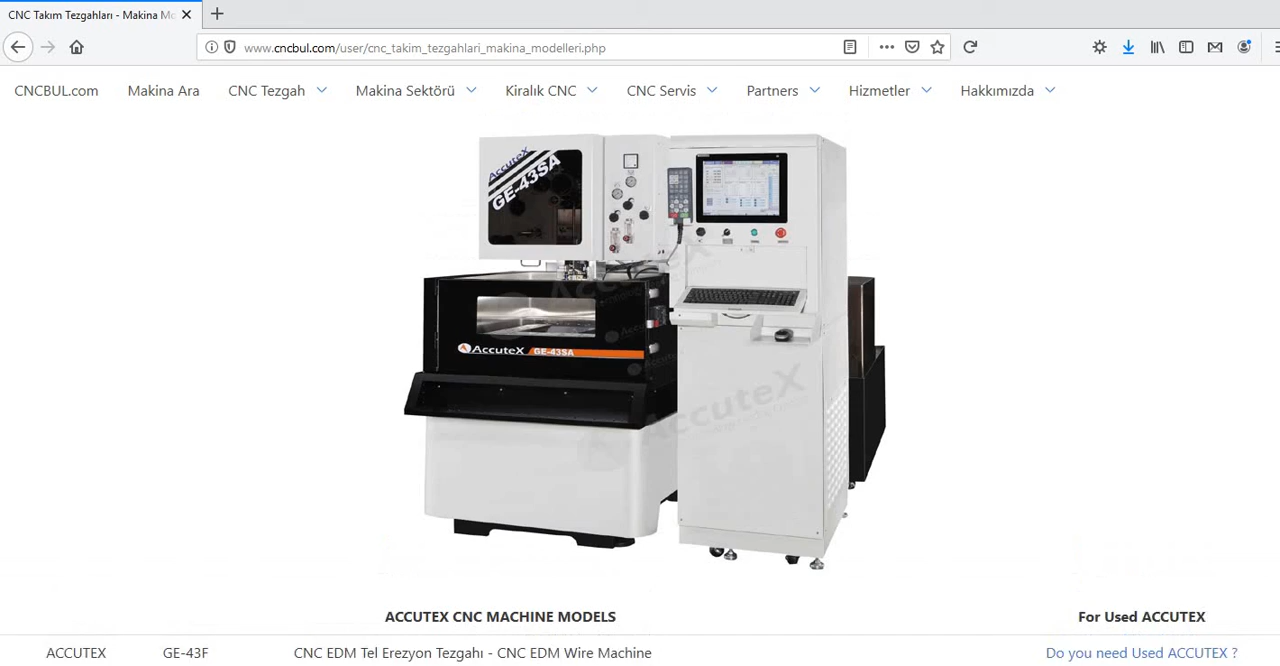 CNC Takım Tezgahları - Makina Mo
www.cncbul.com/user/cnc_takim_tezgahlari_makina_modelleri.php
CNCBUL.com Makina Ara CNC Tezgah Makina Sektörü Kiralık CNC CNC Servis Partners Hizmetler Hakkımızda
AccuteX
GE-43SA
AccuteX GE-43SA
AccuteX
ACCUTEX CNC MACHINE MODELS For Used ACCUTEX
ACCUTEX GE-43F CNC EDM Tel Erezyon Tezgahı - CNC EDM Wire Machine Do you need Used ACCUTEX ?